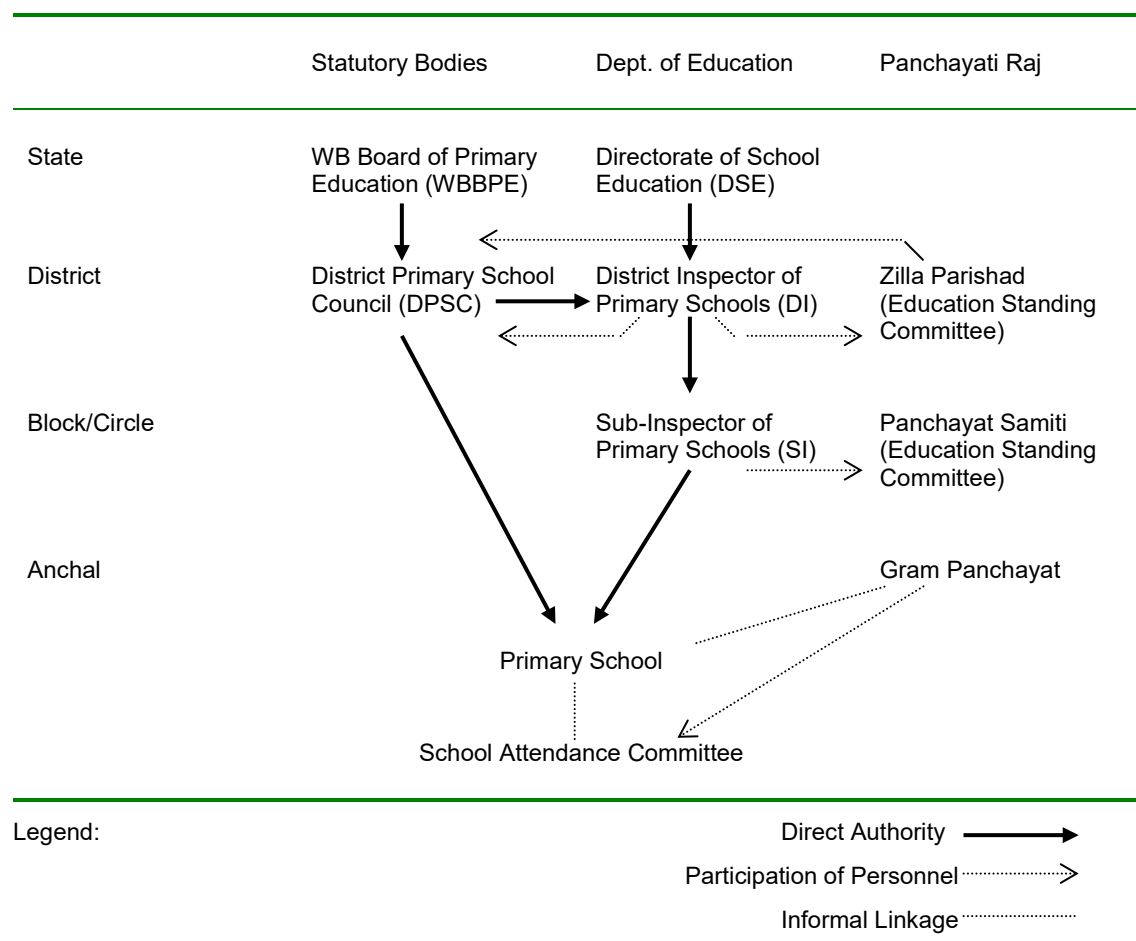 Statutory Bodies
Dept. of Education
Panchayati Raj
State
WB Board of Primary
Education (WBBPE)
Directorate of School
Education (DSE)
District
District Primary School
Council (DPSC)
District Inspector of
Primary Schools (DI)
Zilla Parishad
(Education Standing
Committee)
Block/Circle
Sub-Inspector of
Primary Schools (SI)
Panchayat Samiti
(Education Standing
Committee)
Anchal
Gram Panchayat
Primary School
School Attendance Committee
Legend:
Direct Authority
Participation of Personnel
Informal Linkage